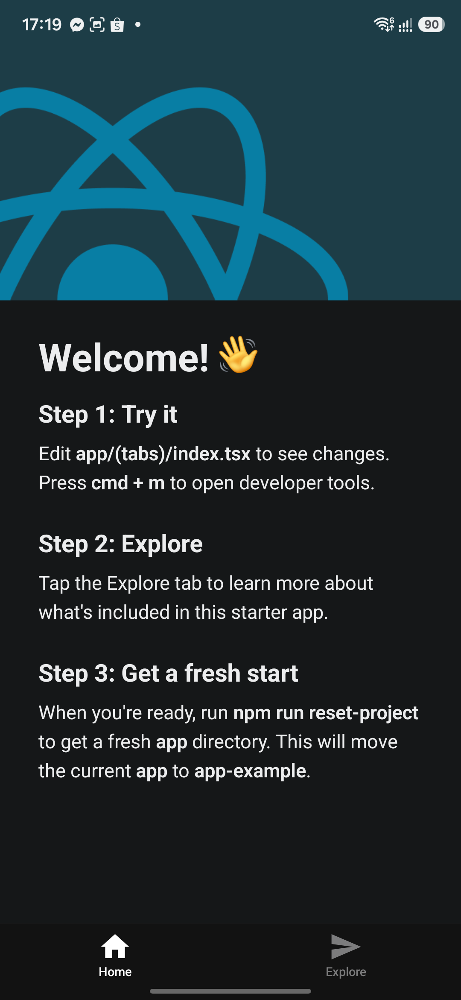 17:19
6
90
Welcome! 👋
Step 1: Try it
Edit app/(tabs)/index.tsx to see changes.
Press cmd + m to open developer tools.
Step 2: Explore
Tap the Explore tab to learn more about
what's included in this starter app.
Step 3: Get a fresh start
When you're ready, run npm run reset-project
to get a fresh app directory. This will move
the current app to app-example.
Home
Explore